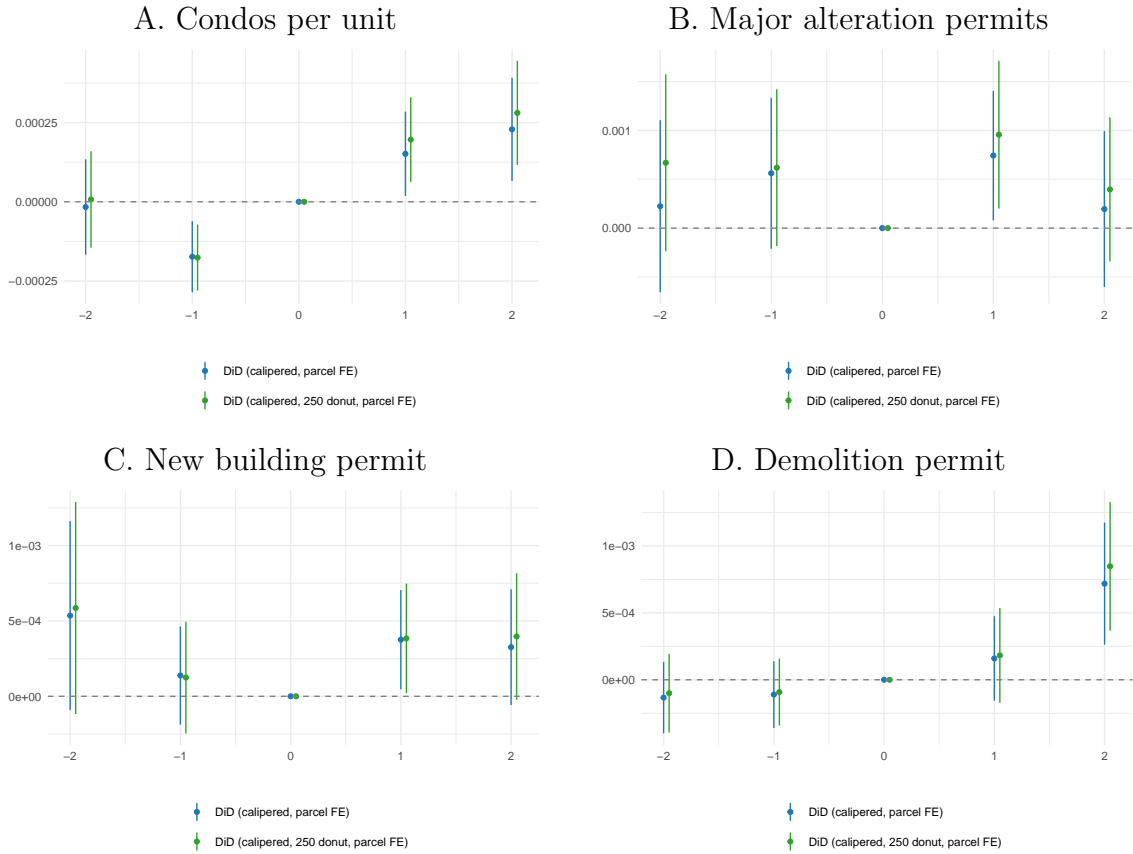 A. Condos per unit
0.00025
0.00000
−0.00025
−2 −1 0 1 2
DiD (calipered, parcel FE)
DiD (calipered, 250 donut, parcel FE)
B. Major alteration permits
0.001
0.000
−2 −1 0 1 2
DiD (calipered, parcel FE)
DiD (calipered, 250 donut, parcel FE)
C. New building permit
1e−03
5e−04
0e+00
−2 −1 0 1 2
DiD (calipered, parcel FE)
DiD (calipered, 250 donut, parcel FE)
D. Demolition permit
1e−03
5e−04
0e+00
−2 −1 0 1 2
DiD (calipered, parcel FE)
DiD (calipered, 250 donut, parcel FE)